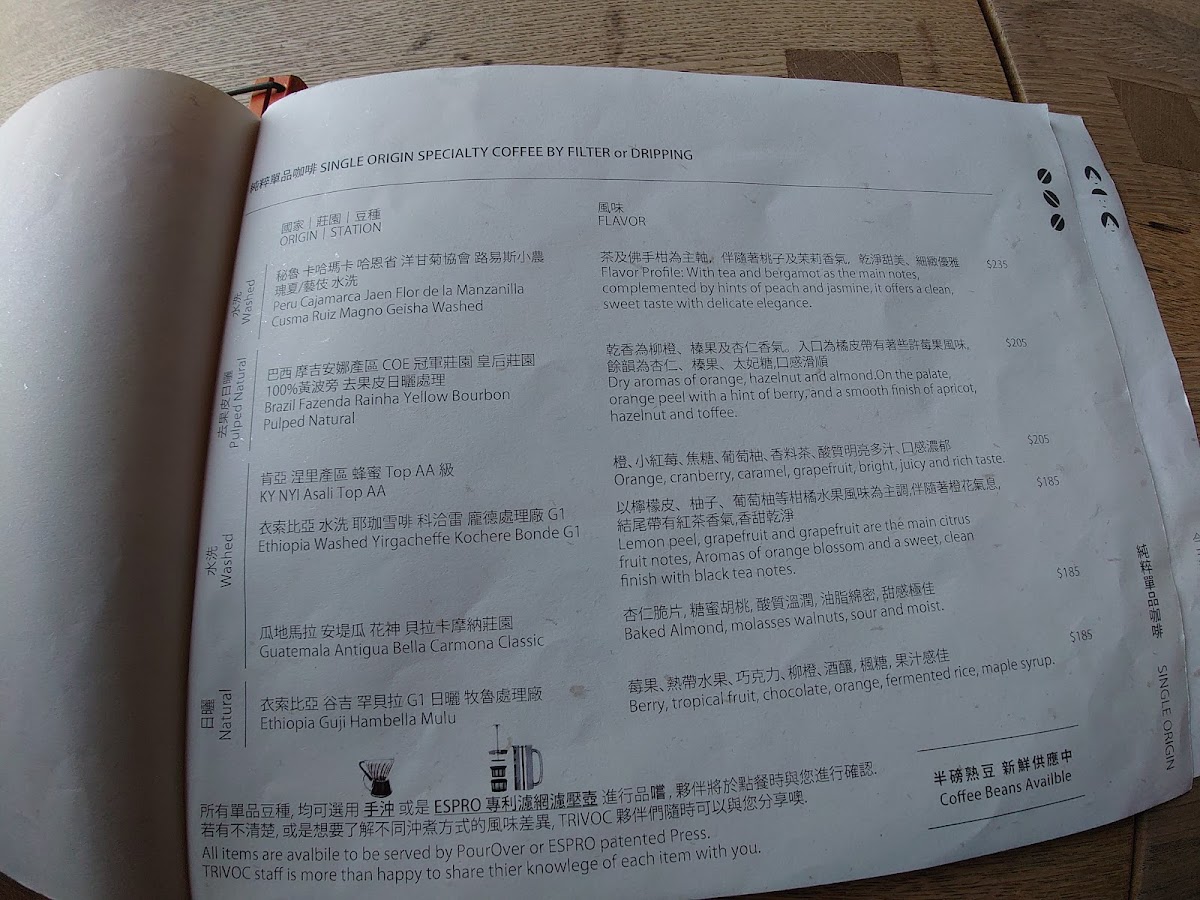 純粹單品咖啡 SINGLE ORIGIN SPECIALTY COFFEE BY FILTER or DRIPPING
國家｜莊園｜豆種
ORIGIN｜STATION
風味
FLAVOR
水洗
Washed
秘魯 卡哈瑪卡 哈恩省 洋甘菊協會 路易斯小農
瑰夏/藝伎 水洗
Peru Cajamarca Jaen Flor de la Manzanilla
Cusma Ruiz Magno Geisha Washed
茶及佛手柑為主軸，伴隨著桃子及茉莉香氣，乾淨甜美、細緻優雅
Flavor Profile: With tea and bergamot as the main notes,
complemented by hints of peach and jasmine, it offers a clean,
sweet taste with delicate elegance.
$235
去果皮日曬
Pulped Natural
巴西 摩吉安娜產區 COE 冠軍莊園 皇后莊園
100%黃波旁 去果皮日曬處理
Brazil Fazenda Rainha Yellow Bourbon
Pulped Natural
乾香為柳橙、榛果及杏仁香氣。入口為橘皮帶有著些許莓果風味,
餘韻為杏仁、榛果、太妃糖,口感滑順
Dry aromas of orange, hazelnut and almond.On the palate,
orange peel with a hint of berry, and a smooth finish of apricot,
hazelnut and toffee.
$205
水洗
Washed
肯亞 涅里產區 蜂蜜 Top AA 級
KY NYI Asali Top AA
橙、小紅莓、焦糖、葡萄柚、香料茶、酸質明亮多汁、口感濃郁
Orange, cranberry, caramel, grapefruit, bright, juicy and rich taste.
$205
衣索比亞 水洗 耶珈雪啡 科洽雷 龐德處理廠 G1
Ethiopia Washed Yirgacheffe Kochere Bonde G1
以檸檬皮、柚子、葡萄柚等柑橘水果風味為主調,伴隨著橙花氣息,
結尾帶有紅茶香氣,香甜乾淨
Lemon peel, grapefruit and grapefruit are the main citrus
fruit notes, Aromas of orange blossom and a sweet, clean
finish with black tea notes.
$185
瓜地馬拉 安堤瓜 花神 貝拉卡摩納莊園
Guatemala Antigua Bella Carmona Classic
杏仁脆片, 糖蜜胡桃, 酸質溫潤, 油脂綿密, 甜感極佳
Baked Almond, molasses walnuts, sour and moist.
$185
日曬
Natural
衣索比亞 谷吉 罕貝拉 G1 日曬 牧魯處理廠
Ethiopia Guji Hambella Mulu
莓果、熱帶水果、巧克力、柳橙、酒釀、楓糖、果汁感佳
Berry, tropical fruit, chocolate, orange, fermented rice, maple syrup.
$185
所有單品豆種, 均可選用 手沖 或是 ESPRO 專利濾網濾壓壺 進行品嚐, 夥伴將於點餐時與您進行確認.
若有不清楚, 或是想要了解不同沖煮方式的風味差異, TRIVOC 夥伴們隨時可以與您分享噢.
All items are avalbile to be served by PourOver or ESPRO patented Press.
TRIVOC staff is more than happy to share thier knowlege of each item with you.
半磅熟豆 新鮮供應中
Coffee Beans Availble
純粹單品咖啡 SINGLE ORIGIN